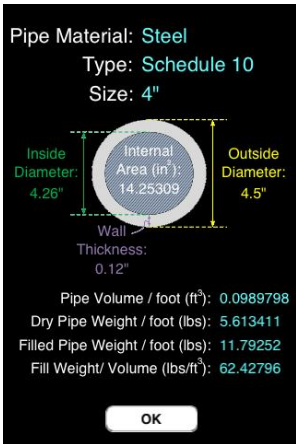 Pipe Material: Steel
Type: Schedule 10
Size: 4"
Inside
Diameter:
4.26"
Internal
Area (in²):
14.25309
Outside
Diameter:
4.5"
Wall
Thickness:
0.12"
Pipe Volume / foot (ft³): 0.0989798
Dry Pipe Weight / foot (lbs): 5.613411
Filled Pipe Weight / foot (lbs): 11.79252
Fill Weight/ Volume (lbs/ft³): 62.42796
OK